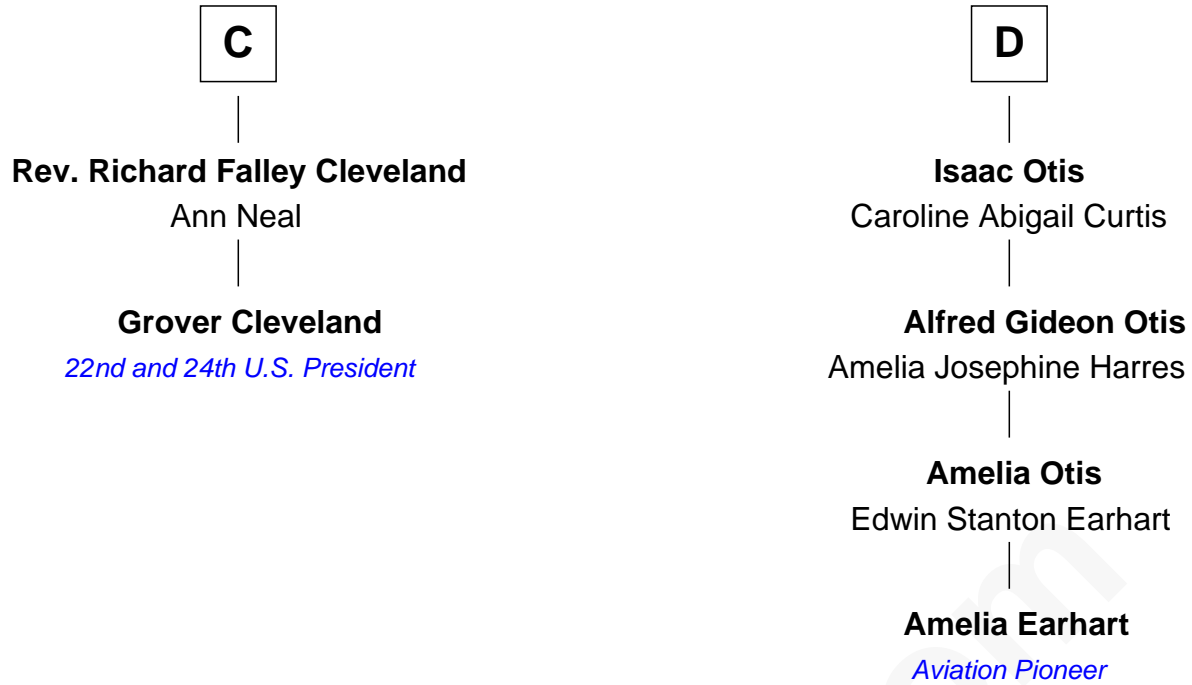 C
Rev. Richard Falley Cleveland
Ann Neal
Grover Cleveland
22nd and 24th U.S. President
D
Isaac Otis
Caroline Abigail Curtis
Alfred Gideon Otis
Amelia Josephine Harres
Amelia Otis
Edwin Stanton Earhart
Amelia Earhart
Aviation Pioneer